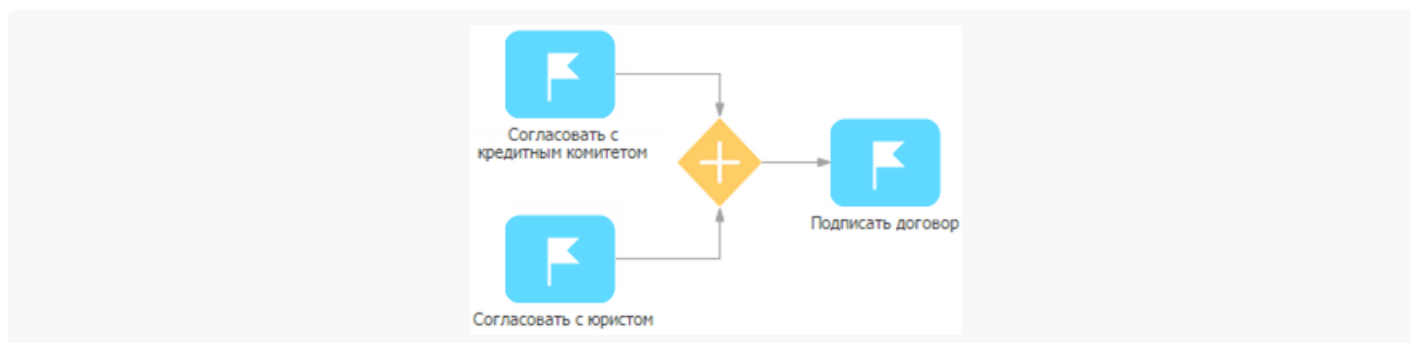 Согласовать с
кредитным комитетом
Подписать договор
Согласовать с юристом